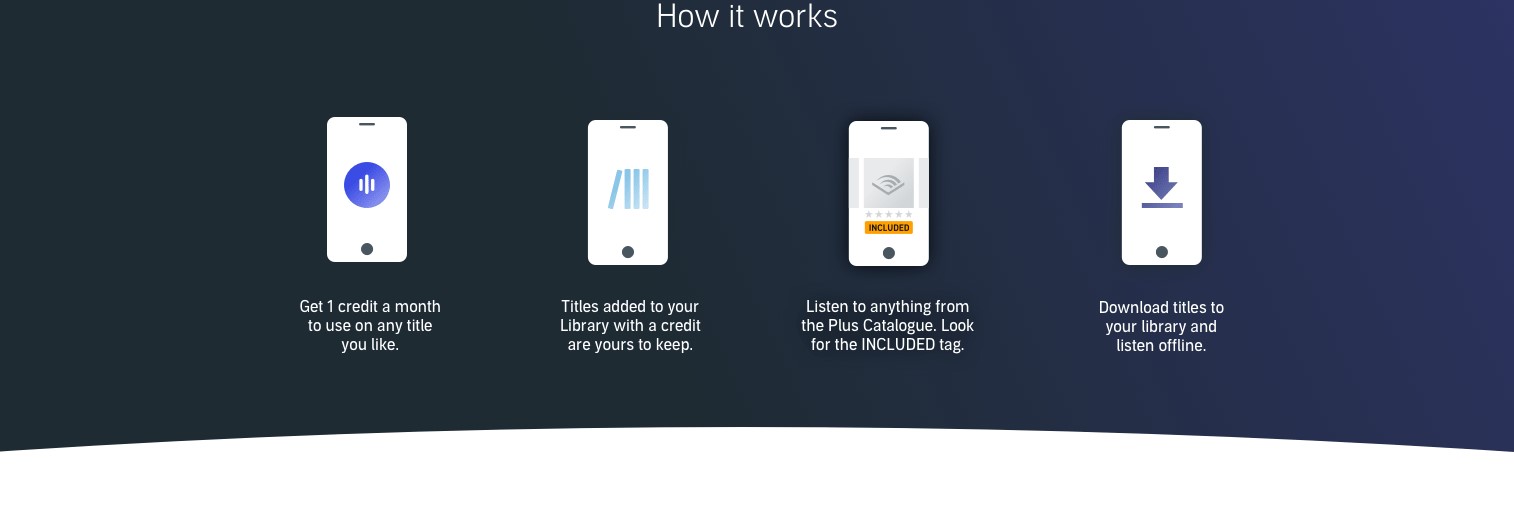 How it works
INCLUDED
Get 1 credit a month
to use on any title
you like.
Titles added to your
Library with a credit
are yours to keep.
Listen to anything from
the Plus Catalogue. Look
for the INCLUDED tag.
Download titles to
your library and
listen offline.